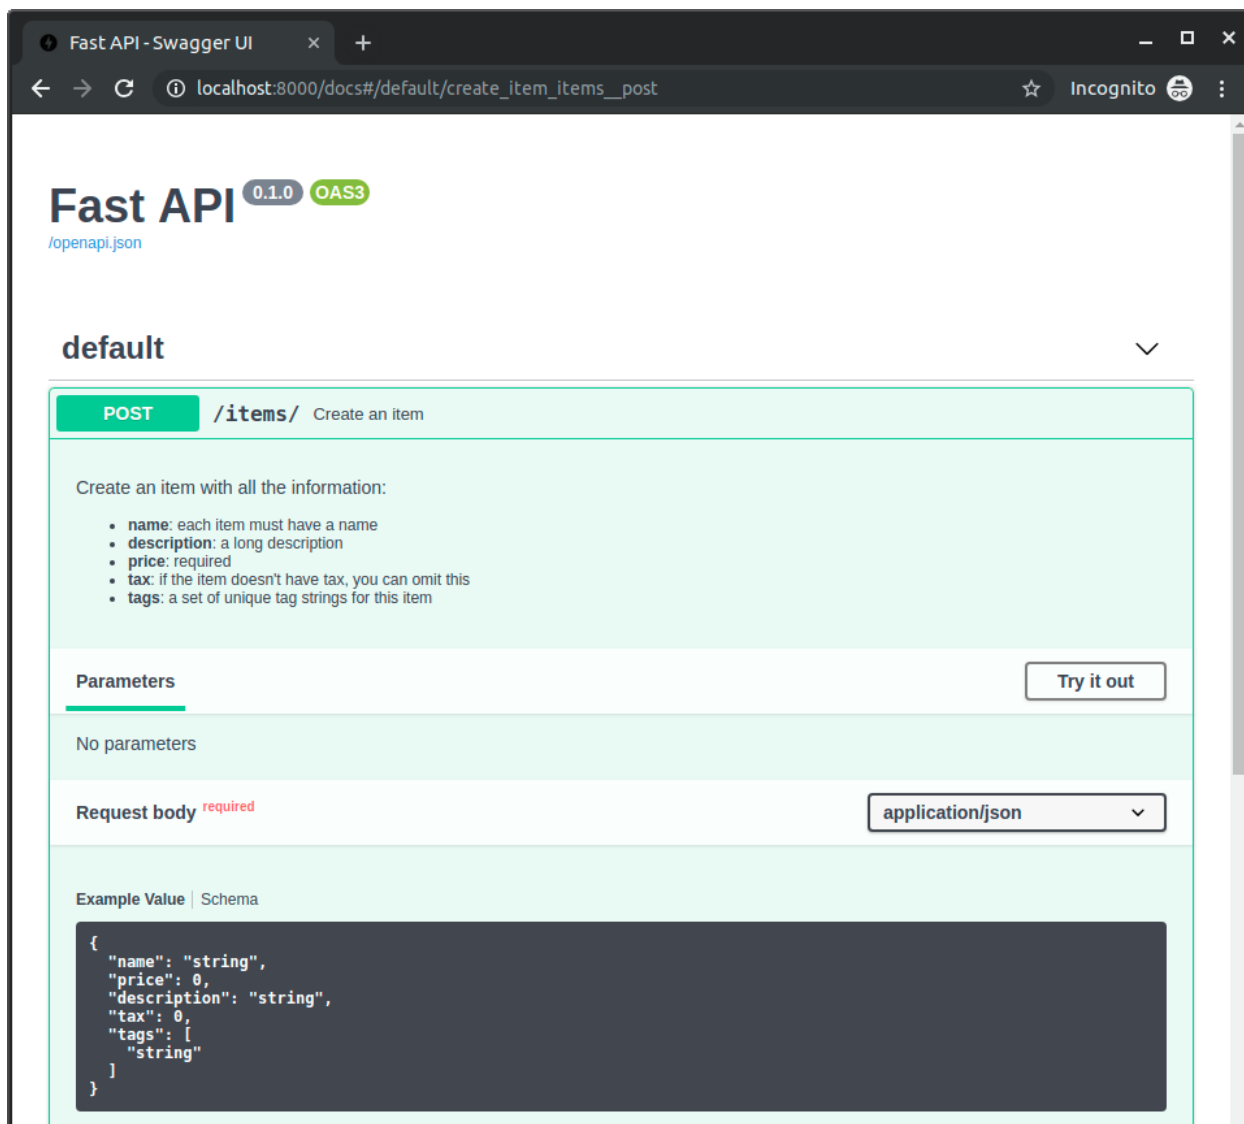 Fast API - Swagger UI
localhost:8000/docs#/default/create_item_items__post
Incognito
Fast API 0.1.0 OAS3
/openapi.json
default
POST /items/ Create an item
Create an item with all the information:
• name: each item must have a name
• description: a long description
• price: required
• tax: if the item doesn't have tax, you can omit this
• tags: a set of unique tag strings for this item
Parameters Try it out
No parameters
Request body required application/json
Example Value Schema
{
  "name": "string",
  "price": 0,
  "description": "string",
  "tax": 0,
  "tags": [
    "string"
  ]
}